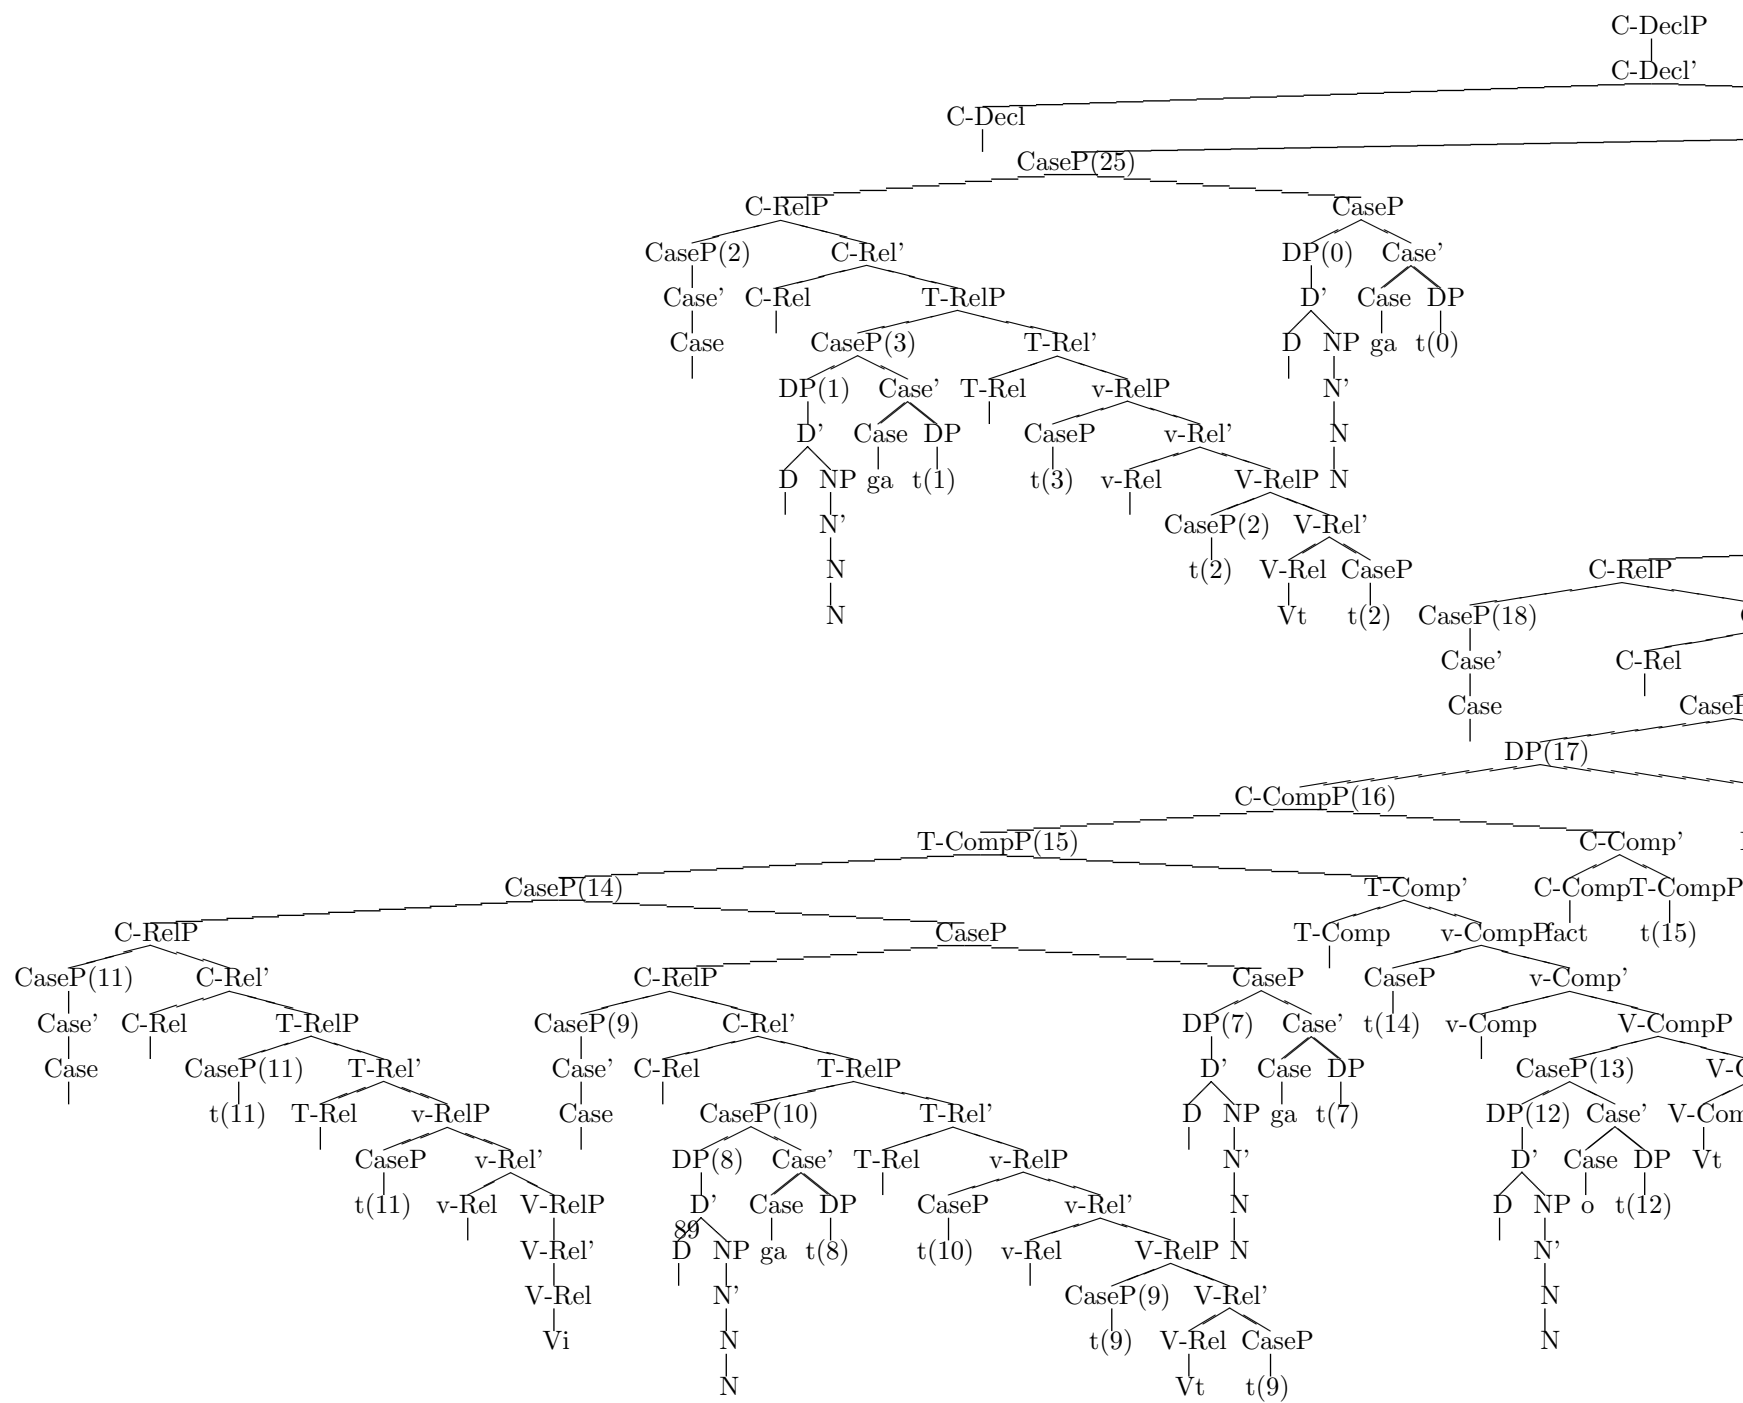 C-DeclP
C-Decl’
C-Decl
CaseP(25)
C-RelP CaseP
CaseP(2) C-Rel’ DP(0) Case’
Case’ C-Rel T-RelP D’ Case DP
Case CaseP(3) T-Rel’ D NP ga t(0)
DP(1) Case’ T-Rel v-RelP N’
D’ Case DP CaseP v-Rel’ N
D NP ga t(1) t(3) v-Rel V-RelP N
N’ CaseP(2) V-Rel’
N t(2) V-Rel CaseP C-RelP
N Vt t(2) CaseP(18)
Case’ C-Rel
Case CaseP
DP(17)
C-CompP(16)
T-CompP(15) C-Comp’
CaseP(14) T-Comp’ C-Comp T-CompP
C-RelP CaseP T-Comp v-CompP fact t(15)
CaseP(11) C-Rel’ C-RelP CaseP CaseP v-Comp’
Case’ C-Rel T-RelP CaseP(9) C-Rel’ DP(7) Case’ t(14) v-Comp V-CompP
Case CaseP(11) T-Rel’ Case’ C-Rel T-RelP D’ Case DP CaseP(13)
t(11) T-Rel v-RelP Case CaseP(10) T-Rel’ D NP ga t(7) DP(12) Case’
CaseP v-Rel’ DP(8) Case’ T-Rel v-RelP N’ D’ Case DP Vt
t(11) v-Rel V-RelP D’ Case DP CaseP v-Rel’ N D NP o t(12)
89
V-Rel’ D NP ga t(8) t(10) v-Rel V-RelP N N’
V-Rel N’ CaseP(9) V-Rel’ N
Vi N t(9) V-Rel CaseP N
N Vt t(9)